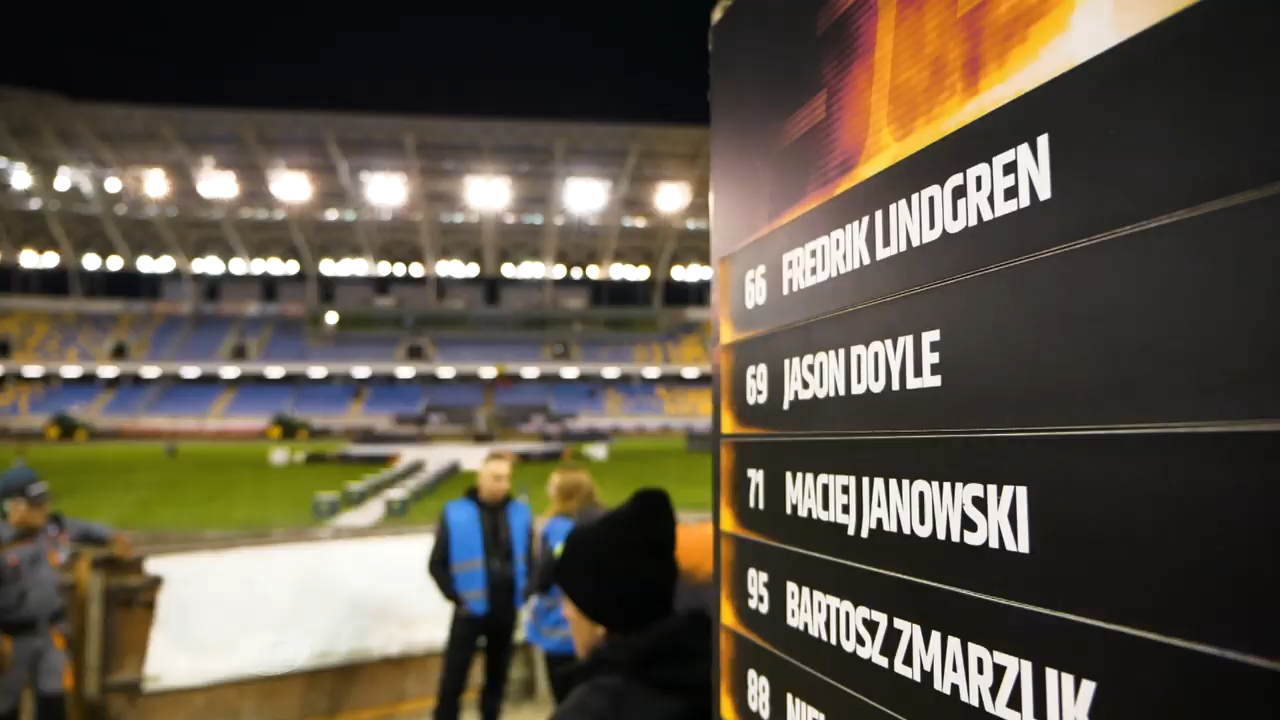 66 FREDRIK LINDGREN
69 JASON DOYLE
71 MACIEJ JANOWSKI
95 BARTOSZ ZMARZLIK
88